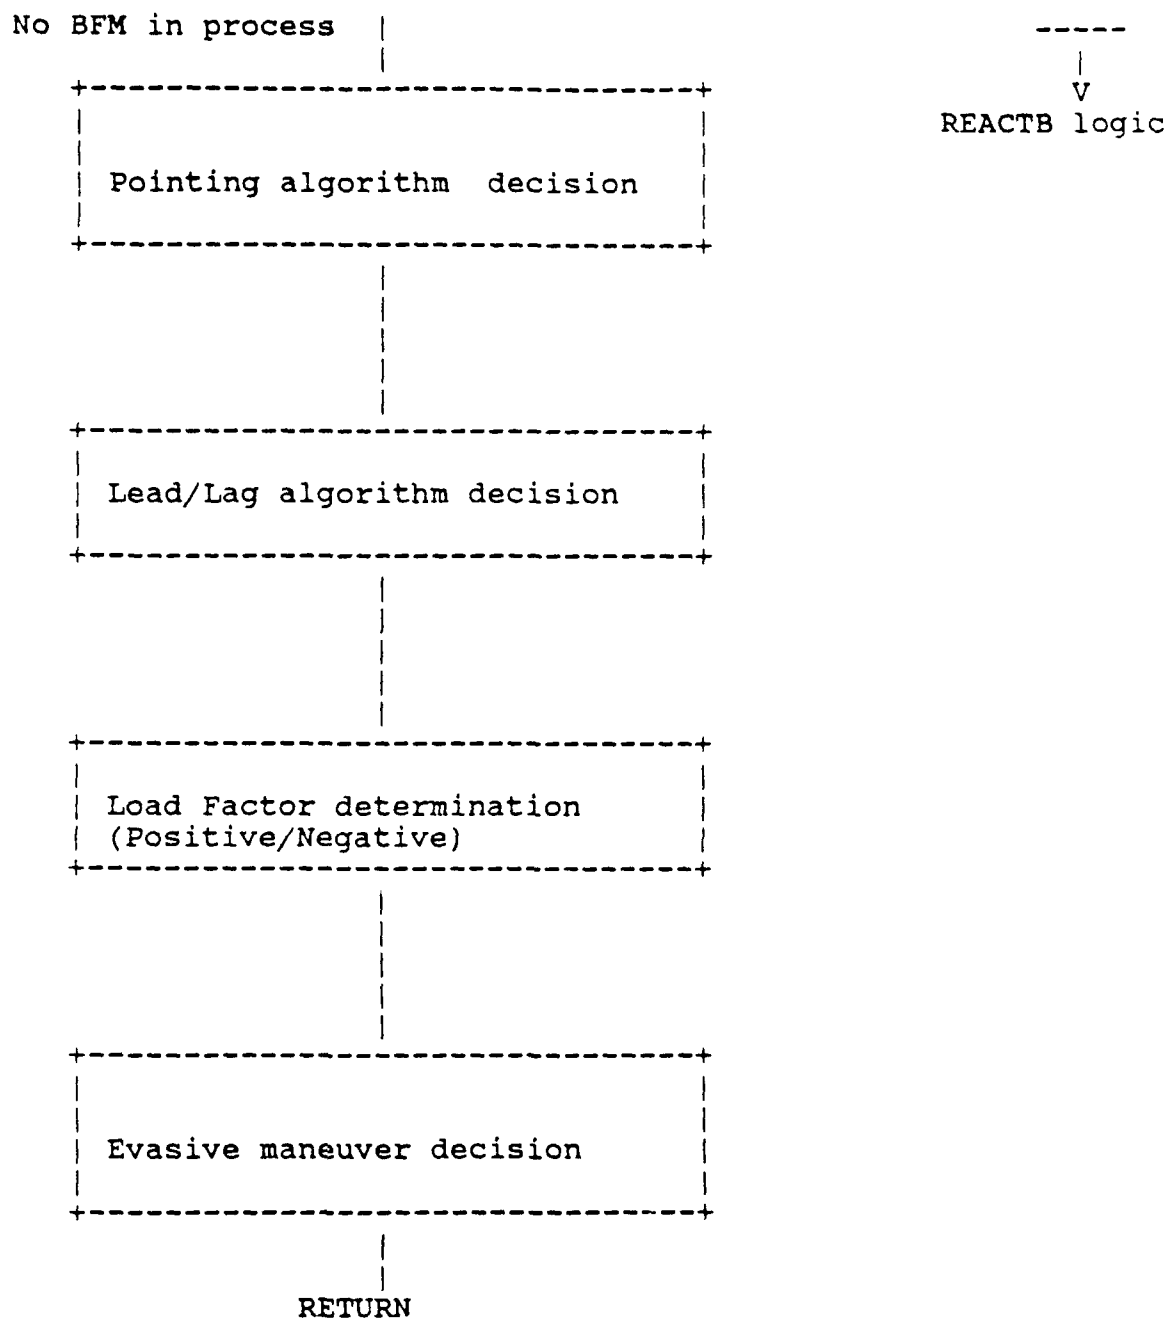 No BFM in process
REACTB logic
Pointing algorithm decision
Lead/Lag algorithm decision
Load Factor determination
(Positive/Negative)
Evasive maneuver decision
RETURN